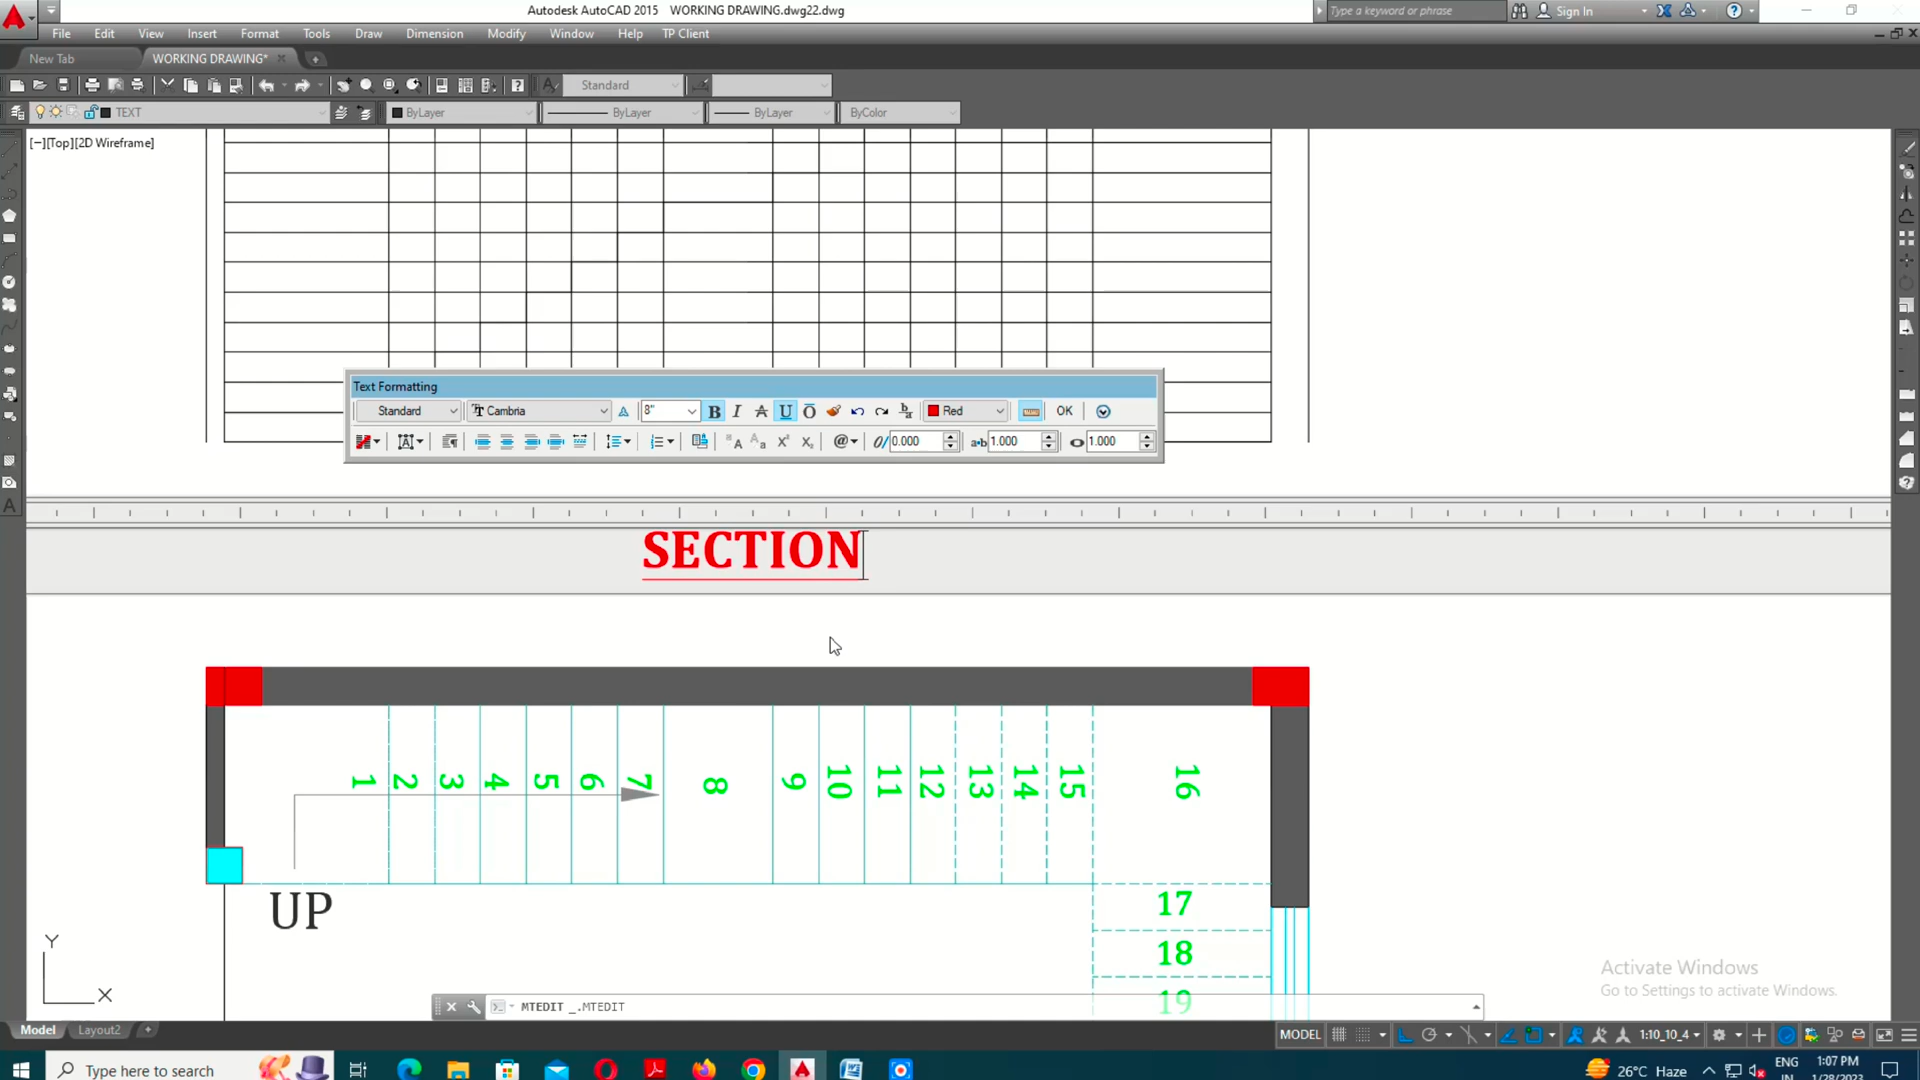 Autodesk AutoCAD 2015 WORKING DRAWING.dwg22.dwg
Type a keyword or phrase
Sign In
File Edit View Insert Format Tools Draw Dimension Modify Window Help TP Client
New Tab WORKING DRAWING*
Standard
TEXT ByLayer ByLayer ByLayer ByColor
[−][Top][2D Wireframe]
Text Formatting
Standard Cambria 8" B I A U O Red OK
@ 0/ 0.000 a•b 1.000 1.000
SECTION
1 2 3 4 5 6 7 8 9 10 11 12 13 14 15 16
17
UP
18
19
Y
X
Activate Windows
Go to Settings to activate Windows.
MTEDIT _.MTEDIT
Model Layout2 MODEL 1:10_10_4
Type here to search
26°C Haze
ENG
IN
1:07 PM
1/28/2023